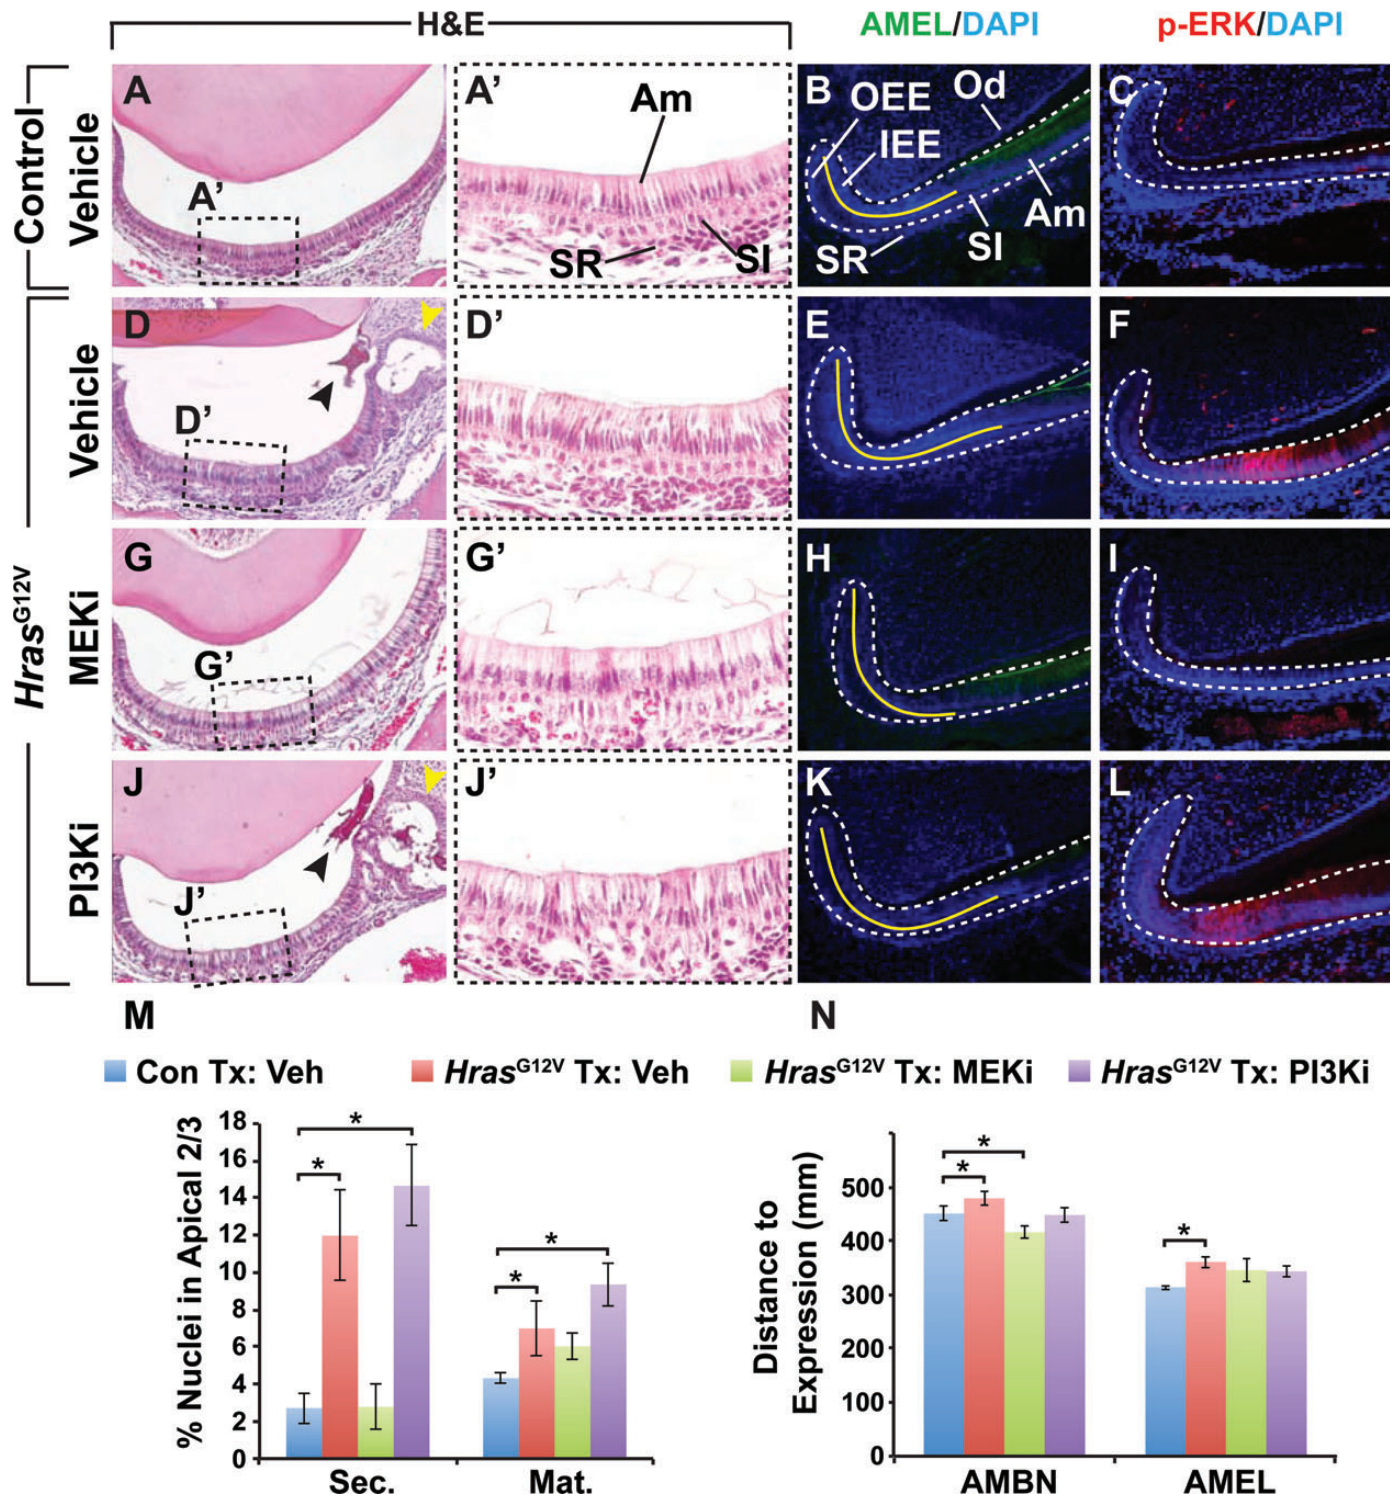 H&E
AMEL/DAPI
p-ERK/DAPI
Control
Vehicle
A
A'
A'
Am
SR
SI
B
OEE
IEE
Od
SR
SI
Am
C
Hras^G12V
Vehicle
D
D'
D'
E
F
MEKi
G
G'
G'
H
I
PI3Ki
J
J'
J'
K
L
M
N
Con Tx: Veh
Hras^G12V Tx: Veh
Hras^G12V Tx: MEKi
Hras^G12V Tx: PI3Ki
% Nuclei in Apical 2/3
18
16
14
12
10
8
6
4
2
0
*
*
*
*
Sec.
Mat.
Distance to
Expression (mm)
500
400
300
200
100
0
*
*
*
AMBN
AMEL